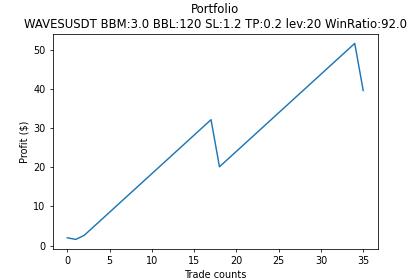 Portfolio
WAVESUSDT BBM:3.0 BBL:120 SL:1.2 TP:0.2 lev:20 WinRatio:92.0
Profit ($)
50
40
30
20
10
0
0 5 10 15 20 25 30 35
Trade counts